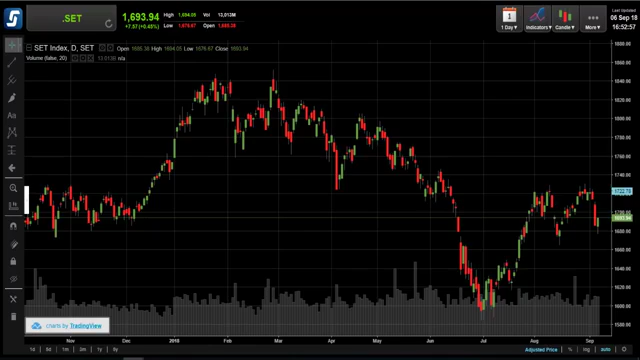 .SET
1,693.94
+7.97 (+0.48%)
High 1,694.05 Vol 13,013M
Low 1,679.67 Open 1,685.38
1
1 Day
Indicators
Candle
More
Last Updated
06 Sep 18
16:52:57
SET Index, D, SET Open 1685.38 High 1694.05 Low 1679.67 Close 1693.94
Volume (false, 20) n/a
Aa
1880.00
1860.00
1840.00
1820.00
1800.00
1780.00
1760.00
1740.00
1722.78
1700.00
1693.94
1680.00
1660.00
1640.00
1620.00
1600.00
1580.00
charts by TradingView
Nov Dec 2018 Feb Mar Apr May Jun Jul Aug Sep
1d 5d 1m 3m 1y 5y Adjusted Price % log auto